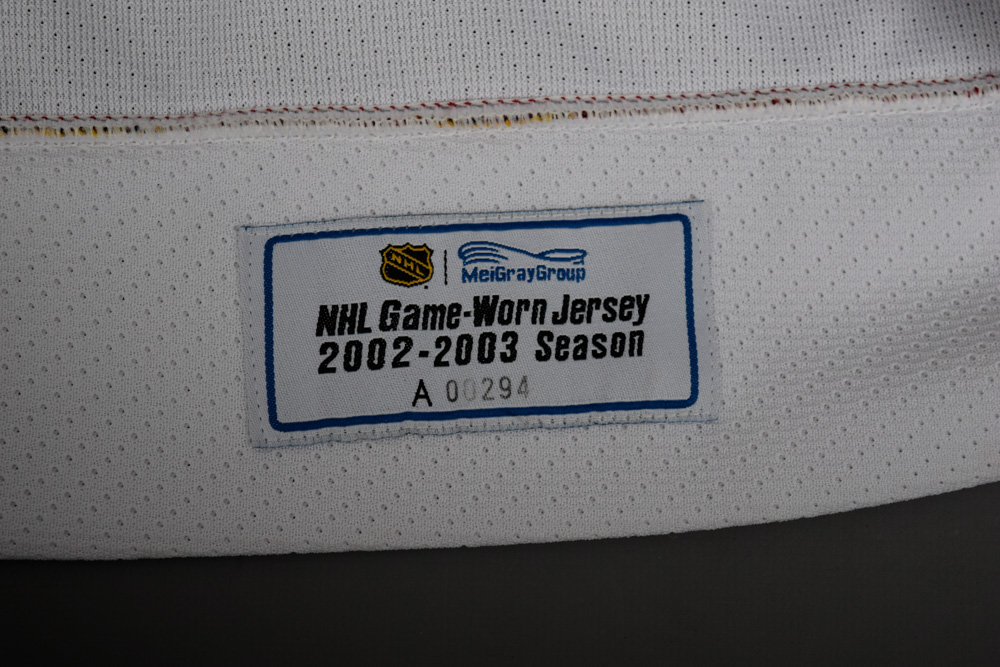 NHL MeiGrayGroup
NHL Game-Worn Jersey
2002-2003 Season
A 00294